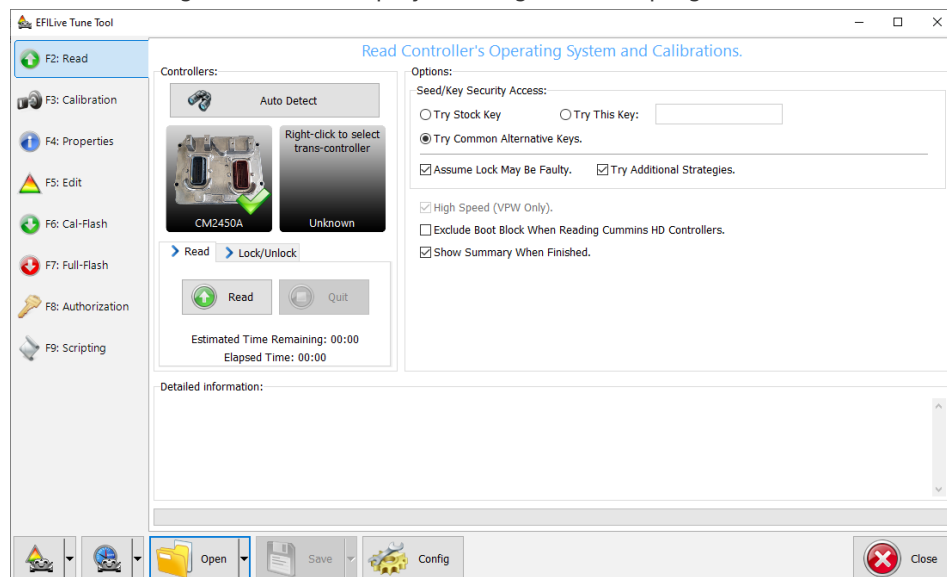 EFILive Tune Tool
F2: Read
F3: Calibration
F4: Properties
F5: Edit
F6: Cal-Flash
F7: Full-Flash
F8: Authorization
F9: Scripting
Read Controller's Operating System and Calibrations.
Controllers:
Auto Detect
CM2450A
Right-click to select
trans-controller
Unknown
Read
Lock/Unlock
Read
Quit
Estimated Time Remaining: 00:00
Elapsed Time: 00:00
Options:
Seed/Key Security Access:
Try Stock Key
Try This Key:
Try Common Alternative Keys.
Assume Lock May Be Faulty.
Try Additional Strategies.
High Speed (VPW Only).
Exclude Boot Block When Reading Cummins HD Controllers.
Show Summary When Finished.
Detailed information:
Open
Save
Config
Close